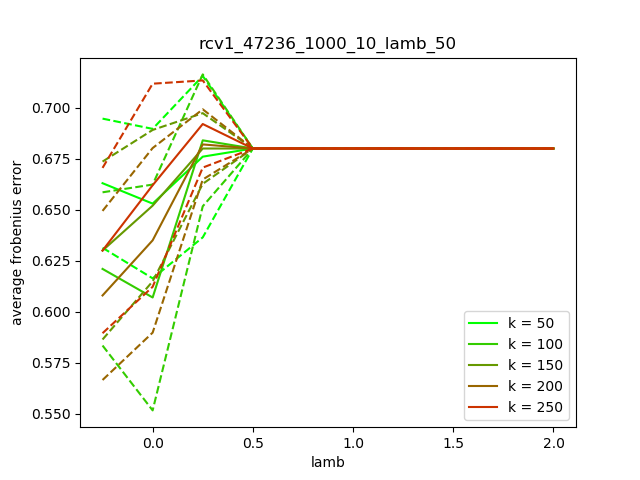 rcv1_47236_1000_10_lamb_50
average frobenius error
0.700
0.675
0.650
0.625
0.600
0.575
0.550
0.0
0.5
1.0
1.5
2.0
lamb
k = 50
k = 100
k = 150
k = 200
k = 250